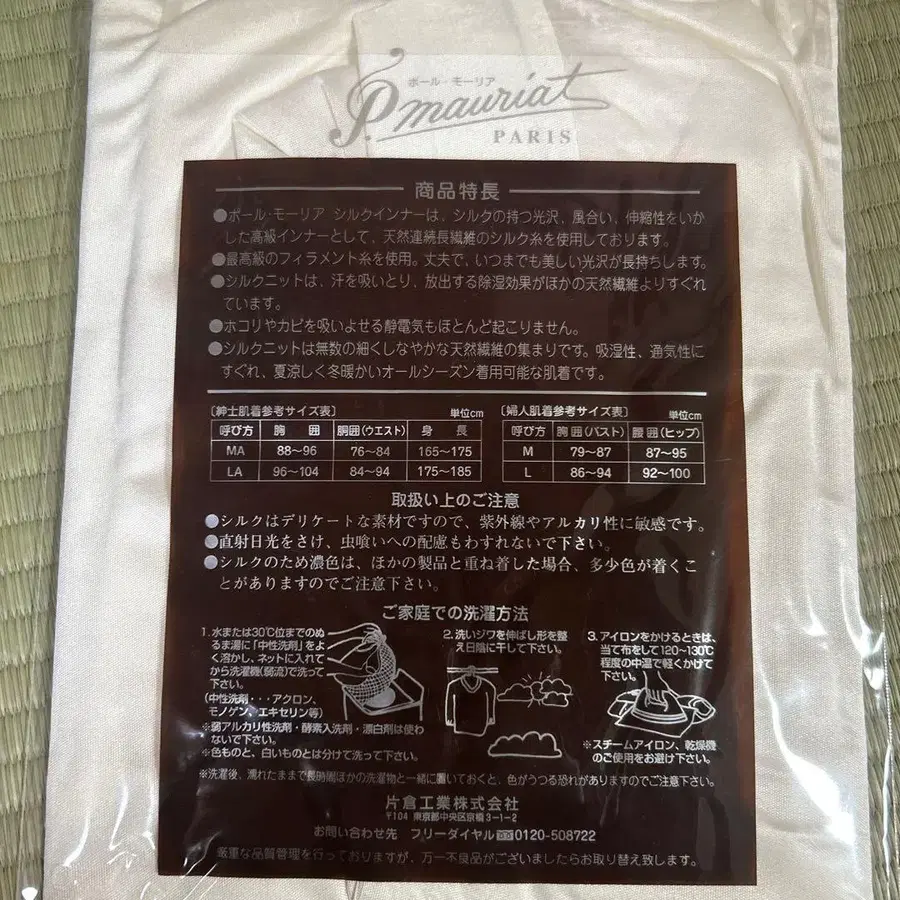 ポール・モーリア
P.mauriat
PARIS
商品特長
●ポール・モーリア シルクインナーは、シルクの持つ光沢、風合い、伸縮性をいか
した高級インナーとして、天然連続長繊維のシルク糸を使用しております。
●最高級のフィラメント糸を使用。丈夫で、いつまでも美しい光沢が長持ちします。
●シルクニットは、汗を吸いとり、放出する除湿効果がほかの天然繊維よりすぐれ
ています。
●ホコリやカビを吸いよせる静電気もほとんど起こりません。
●シルクニットは無数の細くしなやかな天然繊維の集まりです。吸湿性、通気性に
すぐれ、夏涼しく冬暖かいオールシーズン着用可能な肌着です。
〔紳士肌着参考サイズ表〕 単位cm
呼び方 胸囲 胴囲(ウエスト) 身長
MA 88~96 76~84 165~175
LA 96~104 84~94 175~185
〔婦人肌着参考サイズ表〕 単位cm
呼び方 胸囲(バスト) 腰囲(ヒップ)
M 79~87 87~95
L 86~94 92~100
取扱い上のご注意
●シルクはデリケートな素材ですので、紫外線やアルカリ性に敏感です。
●直射日光をさけ、虫喰いへの配慮もわすれないで下さい。
●シルクのため濃色は、ほかの製品と重ね着した場合、多少色が着くこ
とがありますのでご注意下さい。
ご家庭での洗濯方法
1.水または30℃位までのぬ
るま湯に「中性洗剤」をよ
く溶かし、ネットに入れて
から洗濯機(弱流)で洗って
下さい。
(中性洗剤・・・アクロン、
モノゲン、エキセリン等)
※弱アルカリ性洗剤・酵素入洗剤・漂白剤は使わ
ないで下さい。
※色ものと、白いものとは分けて洗って下さい。
2.洗いジワを伸ばし形を整
え日陰に干して下さい。
3.アイロンをかけるときは、
当て布をして120~130℃
程度の中温で軽くかけて
下さい。
※スチームアイロン、乾燥機
のご使用をお避け下さい。
※洗濯後、濡れたままで長時間ほかの洗濯物と一緒に置いておくと、色がうつる恐れがありますのでご注意下さい。
片倉工業株式会社
〒104 東京都中央区京橋3-1-2
お問い合わせ先 フリーダイヤル 0120-508722
厳重な品質管理を行っておりますが、万一不良品がございましたらお取り替え致します。